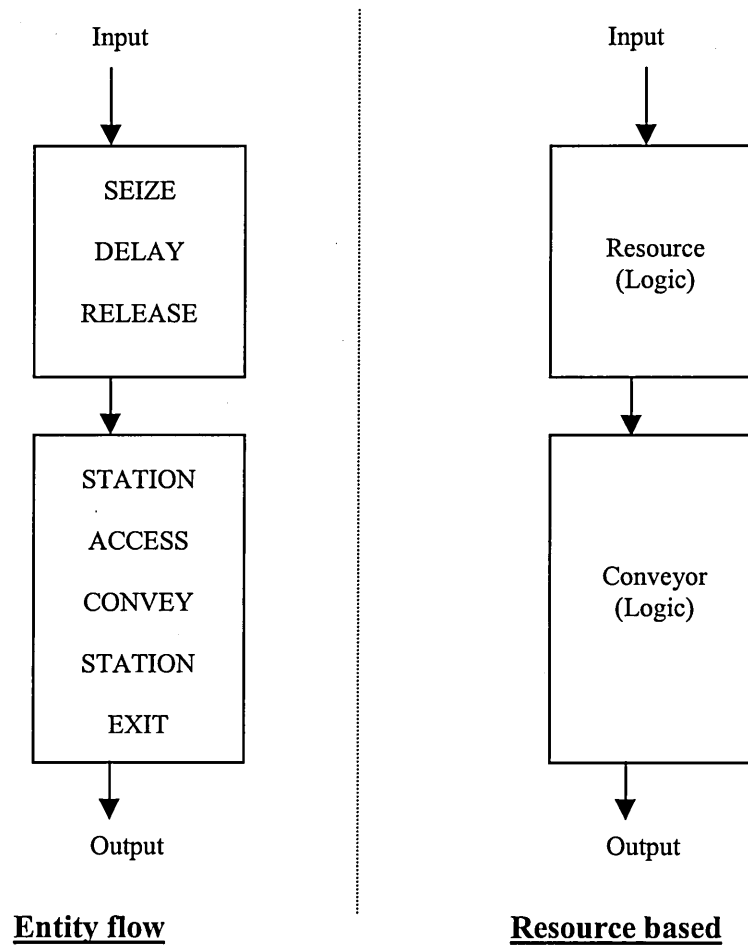 Input
SEIZE
DELAY
RELEASE
STATION
ACCESS
CONVEY
STATION
EXIT
Output
Entity flow
Input
Resource
(Logic)
Conveyor
(Logic)
Output
Resource based